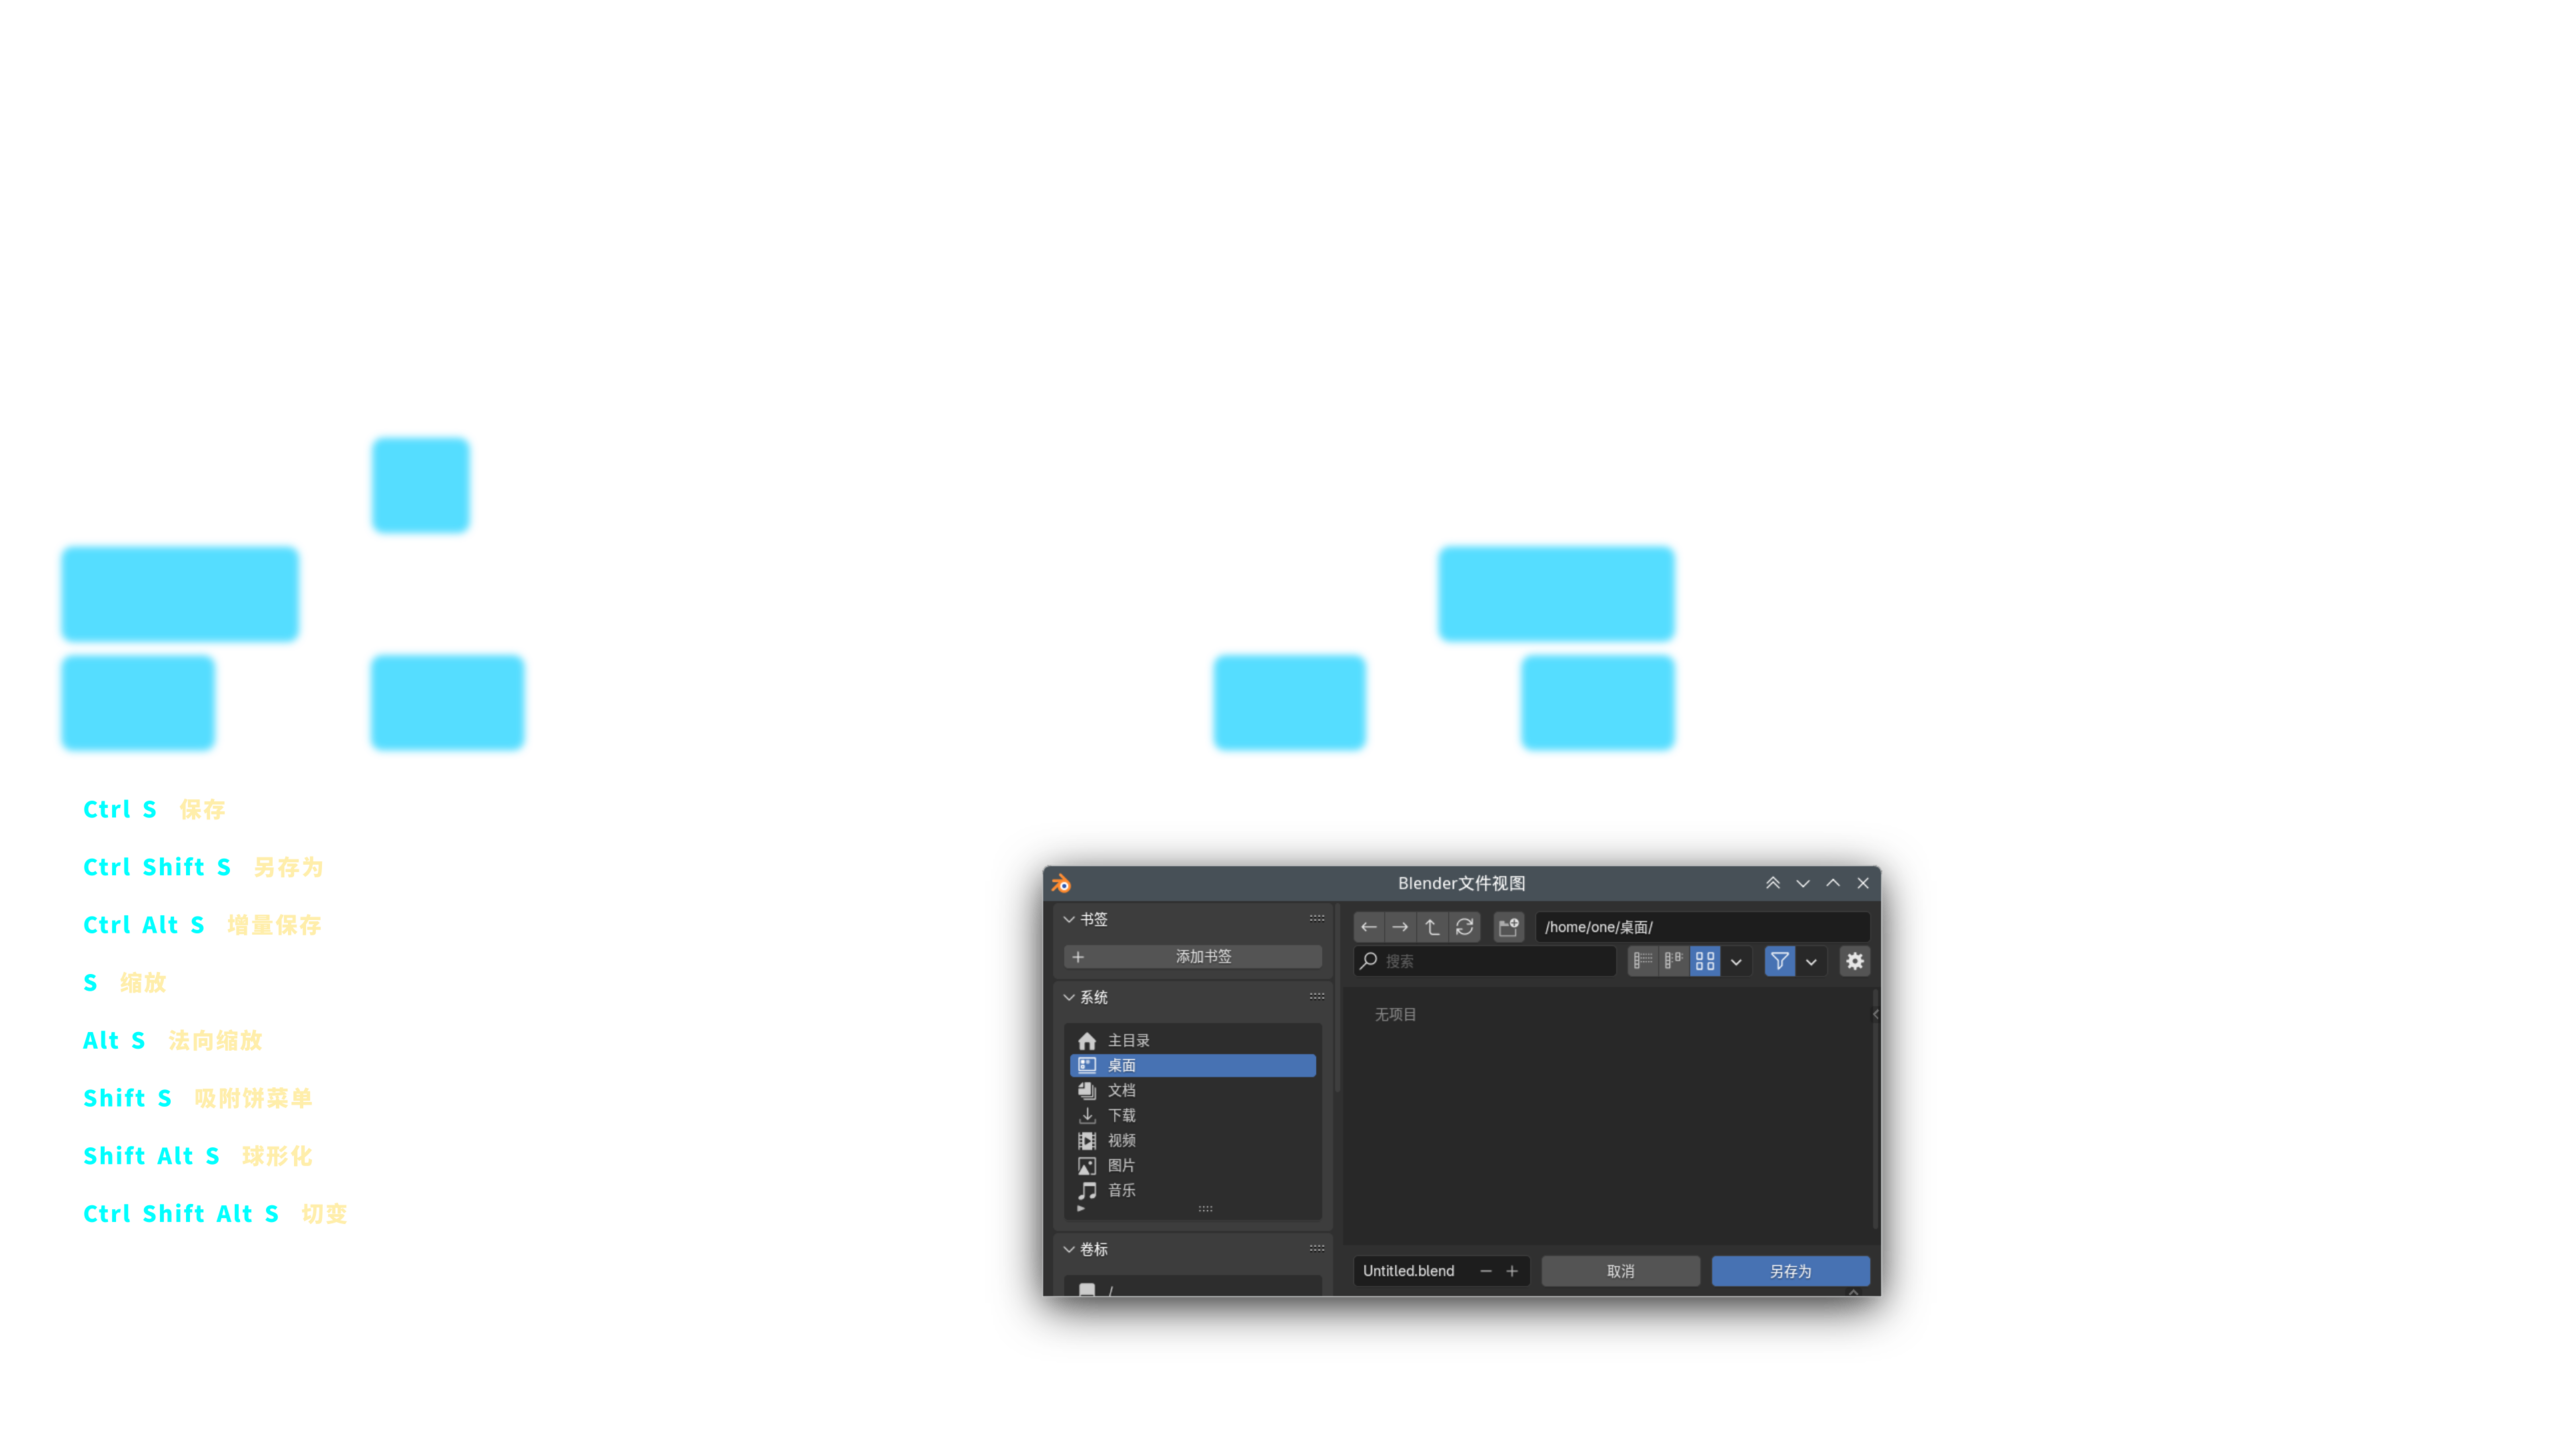 Ctrl S 保存
Ctrl Shift S 另存为
Ctrl Alt S 增量保存
S 缩放
Alt S 法向缩放
Shift S 吸附饼菜单
Shift Alt S 球形化
Ctrl Shift Alt S 切变
Blender文件视图
书签
添加书签
系统
主目录
桌面
文档
下载
视频
图片
音乐
卷标
/
/home/one/桌面/
搜索
无项目
Untitled.blend
取消
另存为